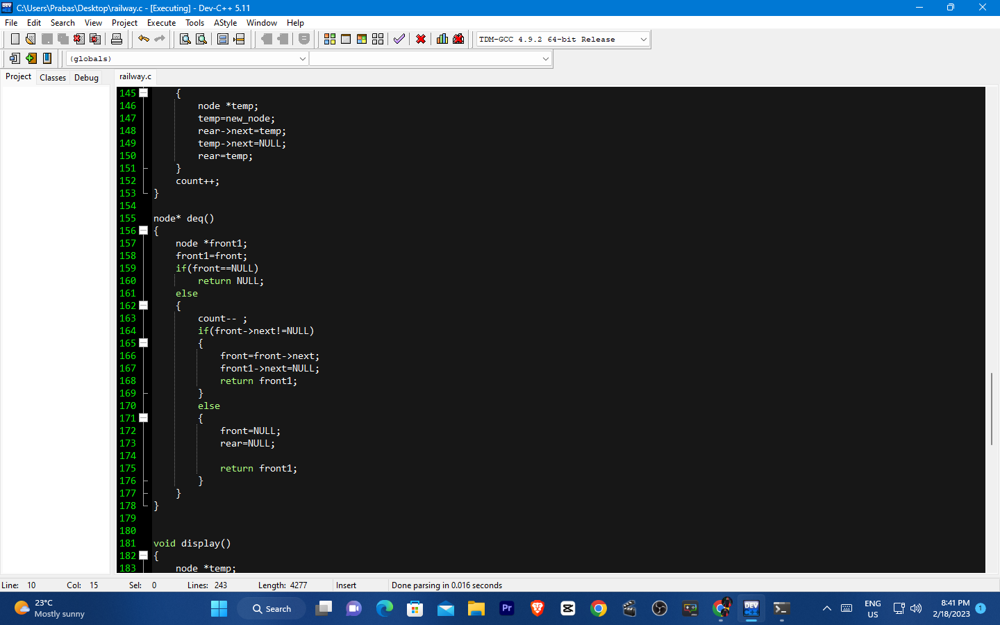 C:\Users\Prabas\Desktop\railway.c - [Executing] - Dev-C++ 5.11
File Edit Search View Project Execute Tools AStyle Window Help
TDM-GCC 4.9.2 64-bit Release
(globals)
Project Classes Debug railway.c
145 {
146 node *temp;
147 temp=new_node;
148 rear->next=temp;
149 temp->next=NULL;
150 rear=temp;
151 }
152 count++;
153 }
154
155 node* deq()
156 {
157 node *front1;
158 front1=front;
159 if(front==NULL)
160 return NULL;
161 else
162 {
163 count-- ;
164 if(front->next!=NULL)
165 {
166 front=front->next;
167 front1->next=NULL;
168 return front1;
169 }
170 else
171 {
172 front=NULL;
173 rear=NULL;
174
175 return front1;
176 }
177 }
178 }
179
180
181 void display()
182 {
183 node *temp;
Line: 10 Col: 15 Sel: 0 Lines: 243 Length: 4277 Insert Done parsing in 0.016 seconds
23°C
Mostly sunny
Search
Pr
DEV
ENG
US
8:41 PM
2/18/2023
1